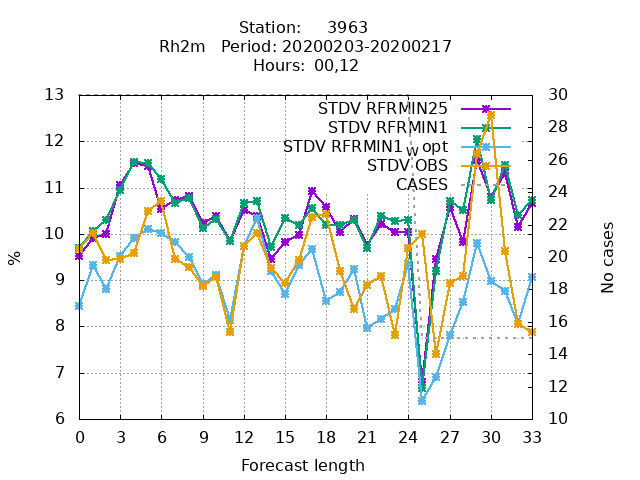 Station: 3963
Rh2m Period: 20200203-20200217
Hours: 00,12
STDV RFRMIN25
STDV RFRMIN1
STDV RFRMIN1_w opt
STDV OBS
CASES
%
13
12
11
10
9
8
7
6
30
28
26
24
22
20
18
16
14
12
10
No cases
0 3 6 9 12 15 18 21 24 27 30 33
Forecast length